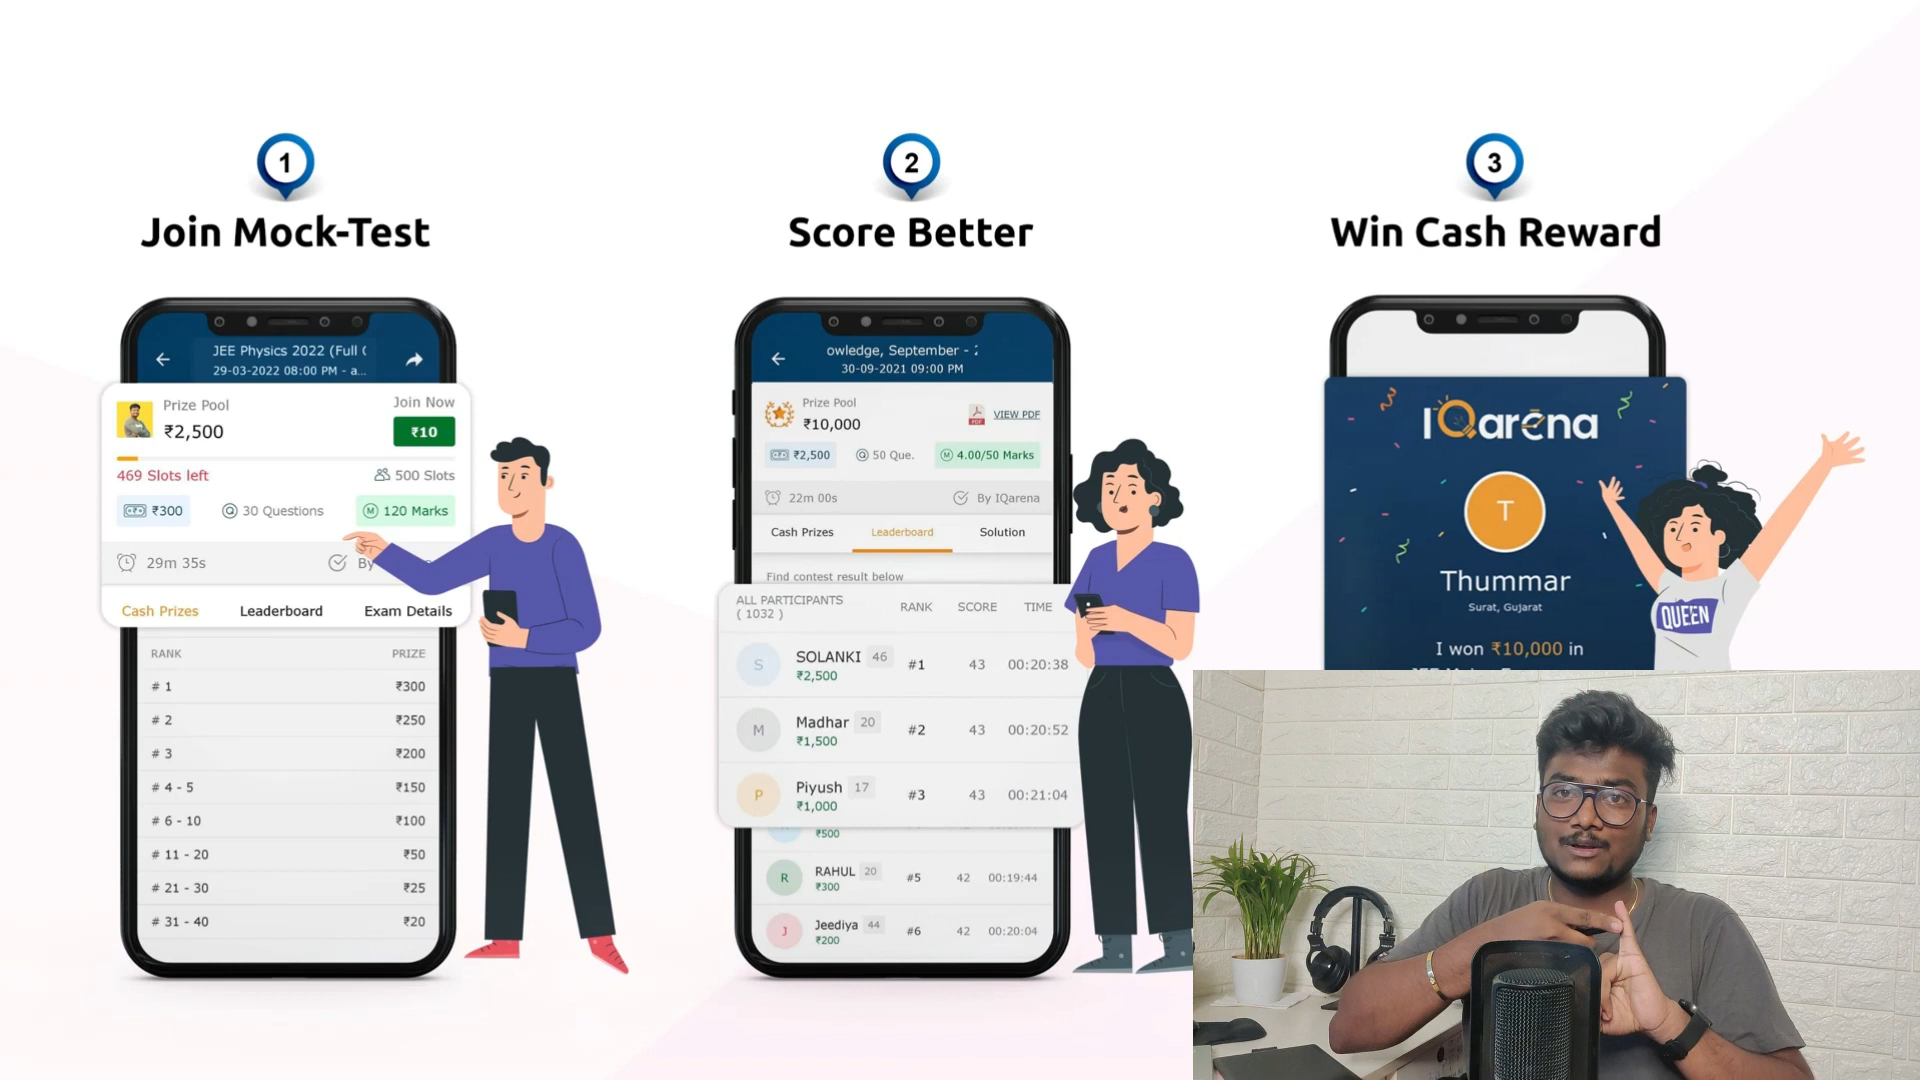 1
Join Mock-Test
JEE Physics 2022 (Full (
29-03-2022 08:00 PM - a...
Prize Pool
₹2,500
Join Now
₹10
469 Slots left
500 Slots
₹300
30 Questions
M 120 Marks
29m 35s
By
Cash Prizes
Leaderboard
Exam Details
RANK PRIZE
# 1 ₹300
# 2 ₹250
# 3 ₹200
# 4 - 5 ₹150
# 6 - 10 ₹100
# 11 - 20 ₹50
# 21 - 30 ₹25
# 31 - 40 ₹20
2
Score Better
owledge, September -
30-09-2021 09:00 PM
Prize Pool
₹10,000
PDF
VIEW PDF
₹2,500
50 Que.
M 4.00/50 Marks
22m 00s
By IQarena
Cash Prizes
Leaderboard
Solution
Find contest result below
ALL PARTICIPANTS
( 1032 )
RANK SCORE TIME
S SOLANKI 46 #1 43 00:20:38
₹2,500
M Madhar 20 #2 43 00:20:52
₹1,500
P Piyush 17 #3 43 00:21:04
₹1,000
₹500
R RAHUL 20 #5 42 00:19:44
₹300
J Jeediya 44 #6 42 00:20:04
₹200
3
Win Cash Reward
IQarena
T
Thummar
Surat, Gujarat
I won ₹10,000 in
QUEEN